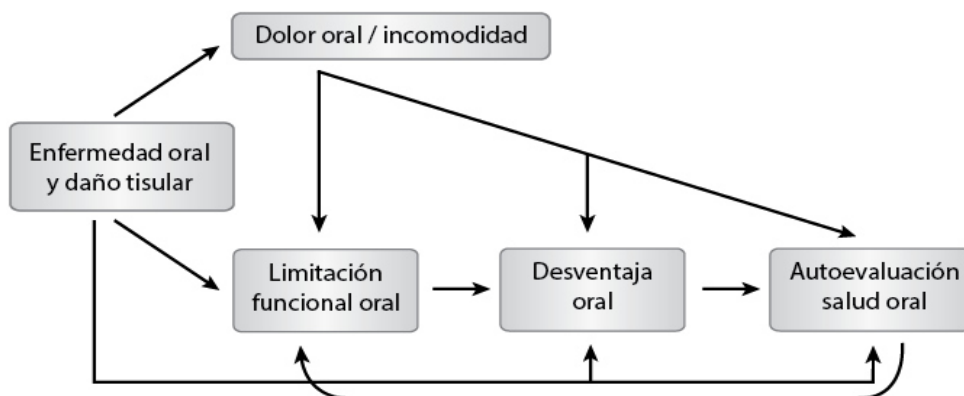 Dolor oral / incomodidad
Enfermedad oral
y daño tisular
Limitación
funcional oral
Desventaja
oral
Autoevaluación
salud oral